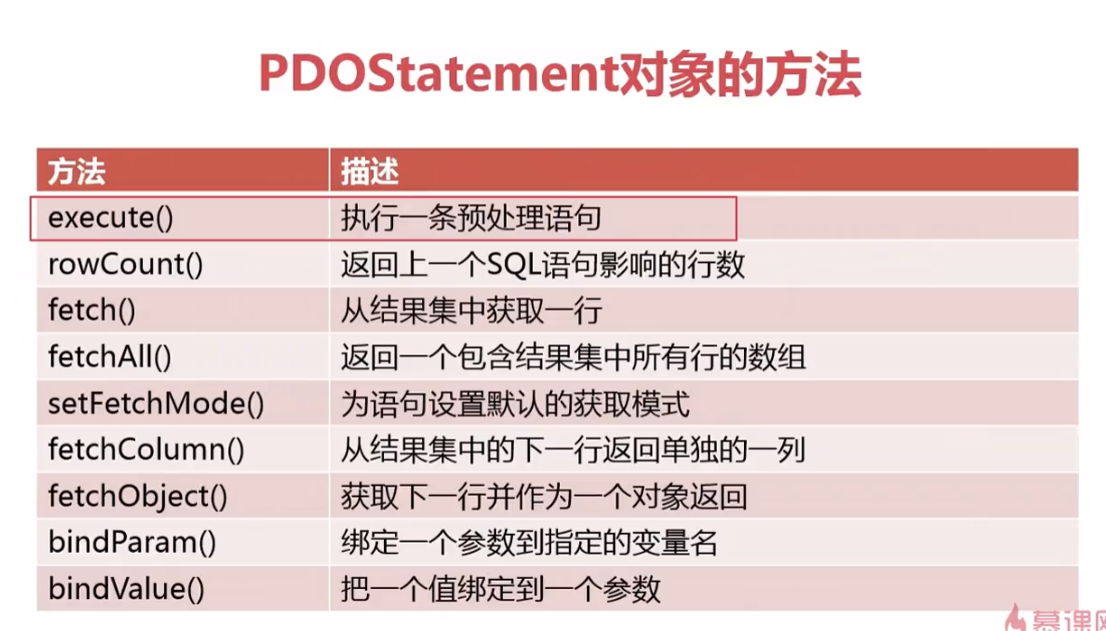 PDOStatement对象的方法
方法 描述
execute() 执行一条预处理语句
rowCount() 返回上一个SQL语句影响的行数
fetch() 从结果集中获取一行
fetchAll() 返回一个包含结果集中所有行的数组
setFetchMode() 为语句设置默认的获取模式
fetchColumn() 从结果集中的下一行返回单独的一列
fetchObject() 获取下一行并作为一个对象返回
bindParam() 绑定一个参数到指定的变量名
bindValue() 把一个值绑定到一个参数
慕课网